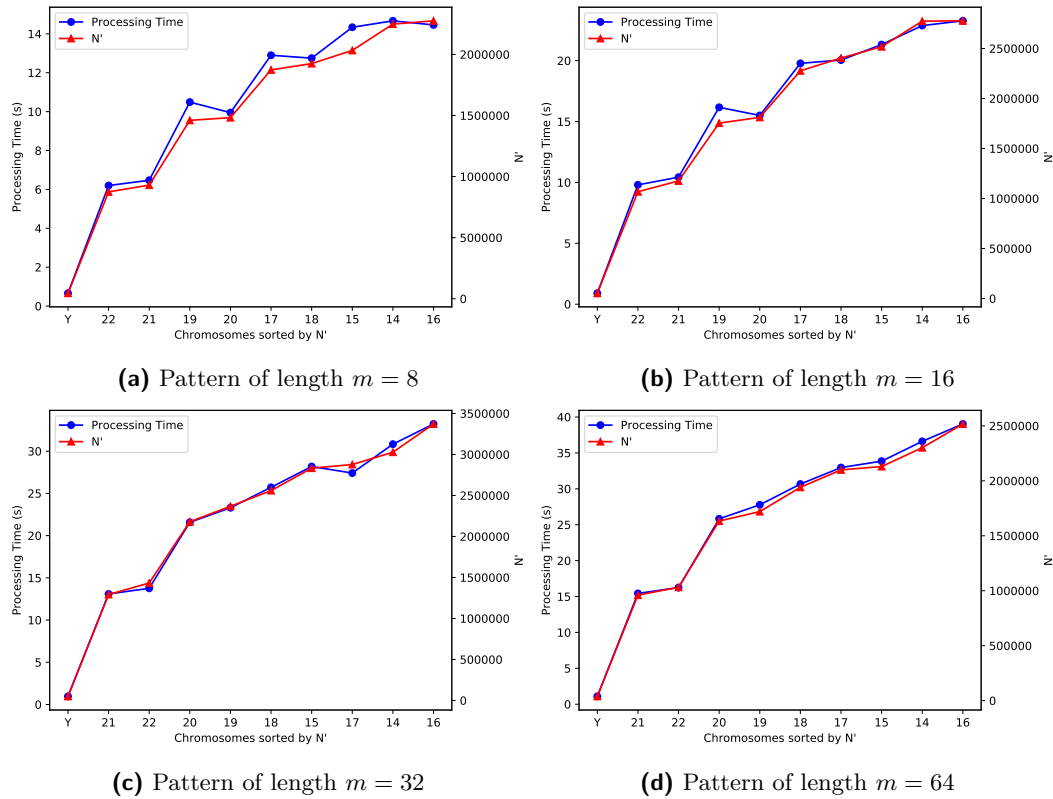 Processing Time
N'
14
12
10
8
6
4
2
0
Processing Time (s)
2000000
1500000
1000000
500000
0
N'
Y 22 21 19 20 17 18 15 14 16
Chromosomes sorted by N'
(a) Pattern of length m = 8
Processing Time
N'
20
15
10
5
0
Processing Time (s)
2500000
2000000
1500000
1000000
500000
0
N'
Y 22 21 19 20 17 18 15 14 16
Chromosomes sorted by N'
(b) Pattern of length m = 16
Processing Time
N'
30
25
20
15
10
5
0
Processing Time (s)
3500000
3000000
2500000
2000000
1500000
1000000
500000
0
N'
Y 21 22 20 19 18 15 17 14 16
Chromosomes sorted by N'
(c) Pattern of length m = 32
Processing Time
N'
40
35
30
25
20
15
10
5
0
Processing Time (s)
2500000
2000000
1500000
1000000
500000
0
N'
Y 21 22 20 19 18 17 15 14 16
Chromosomes sorted by N'
(d) Pattern of length m = 64